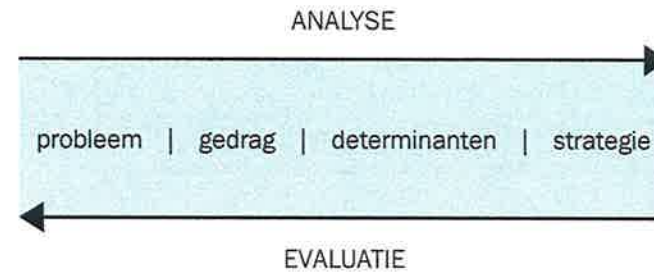 ANALYSE
probleem | gedrag | determinanten | strategie
EVALUATIE